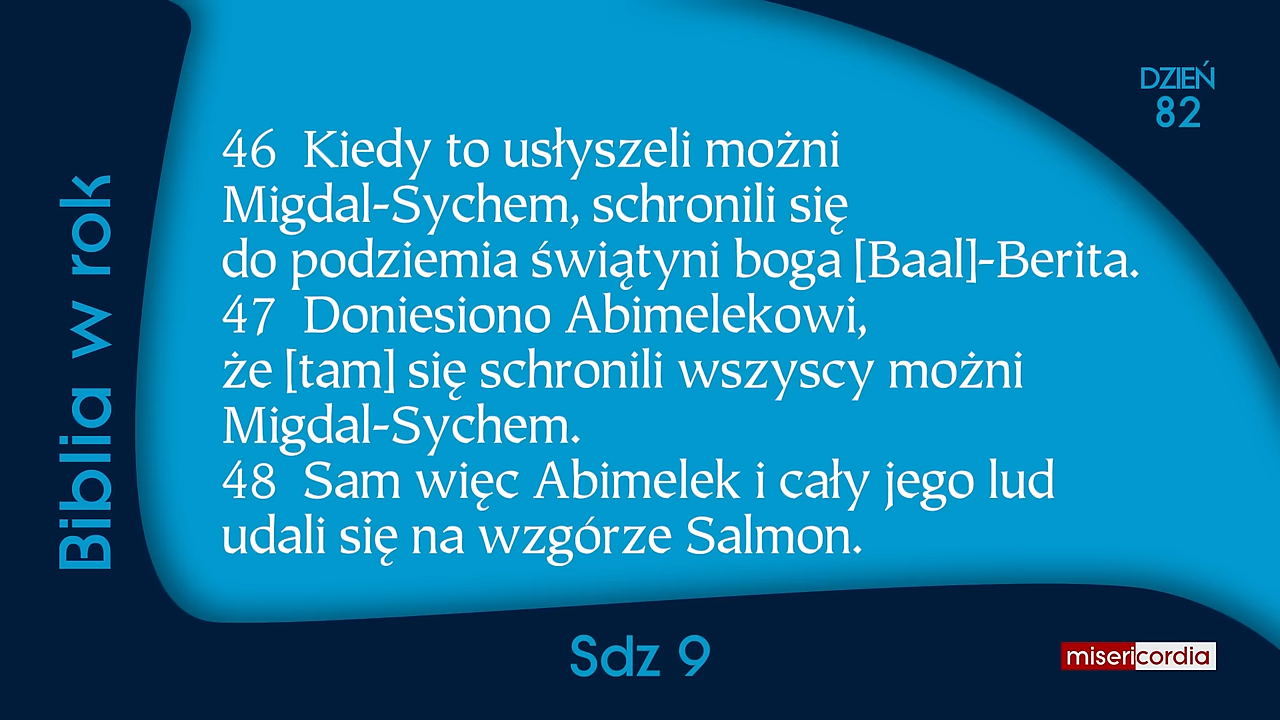 DZIEŃ
82
46 Kiedy to usłyszeli możni
Migdal-Sychem, schronili się
do podziemia świątyni boga [Baal]-Berita.
47 Doniesiono Abimelekowi,
że [tam] się schronili wszyscy możni
Migdal-Sychem.
48 Sam więc Abimelek i cały jego lud
udali się na wzgórze Salmon.
Biblia w rok
Sdz 9
misericordia